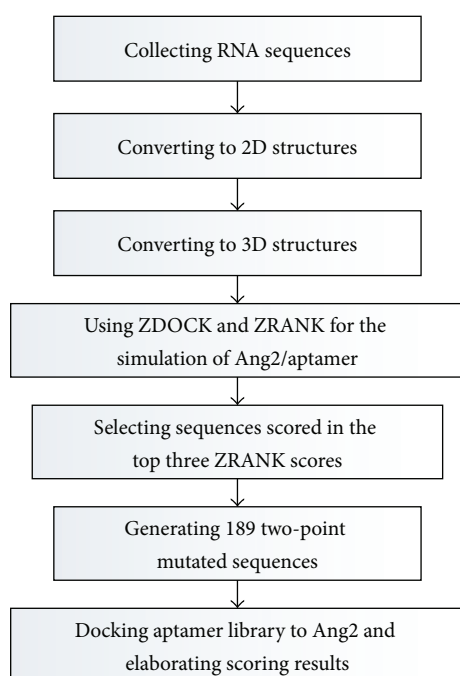 Collecting RNA sequences
Converting to 2D structures
Converting to 3D structures
Using ZDOCK and ZRANK for the
simulation of Ang2/aptamer
Selecting sequences scored in the
top three ZRANK scores
Generating 189 two-point
mutated sequences
Docking aptamer library to Ang2 and
elaborating scoring results